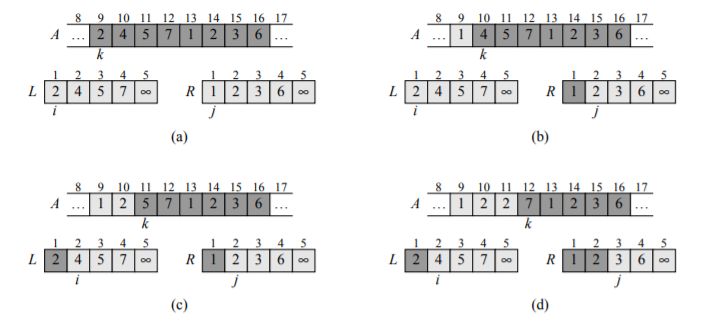 8 9 10 11 12 13 14 15 16 17
A … 2 4 5 7 1 2 3 6 …
k
1 2 3 4 5
L 2 4 5 7 ∞
i
1 2 3 4 5
R 1 2 3 6 ∞
j
(a)
8 9 10 11 12 13 14 15 16 17
A … 1 4 5 7 1 2 3 6 …
k
1 2 3 4 5
L 2 4 5 7 ∞
i
1 2 3 4 5
R 1 2 3 6 ∞
j
(b)
8 9 10 11 12 13 14 15 16 17
A … 1 2 5 7 1 2 3 6 …
k
1 2 3 4 5
L 2 4 5 7 ∞
i
1 2 3 4 5
R 1 2 3 6 ∞
j
(c)
8 9 10 11 12 13 14 15 16 17
A … 1 2 2 7 1 2 3 6 …
k
1 2 3 4 5
L 2 4 5 7 ∞
i
1 2 3 4 5
R 1 2 3 6 ∞
j
(d)